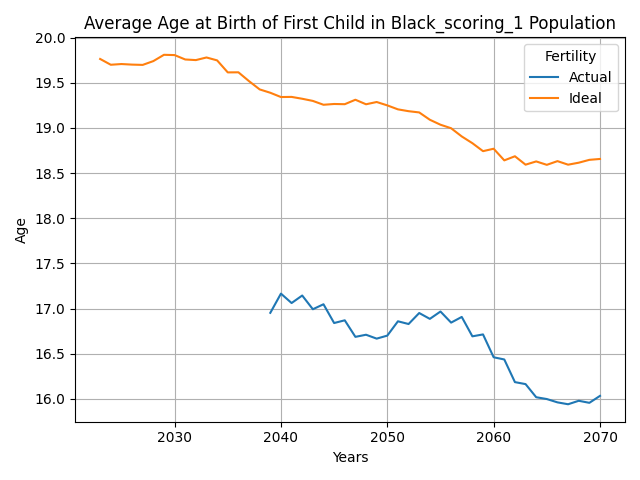 Average Age at Birth of First Child in Black_scoring_1 Population
20.0
19.5
19.0
18.5
18.0
17.5
17.0
16.5
16.0
Age
Fertility
Actual
Ideal
2030 2040 2050 2060 2070
Years